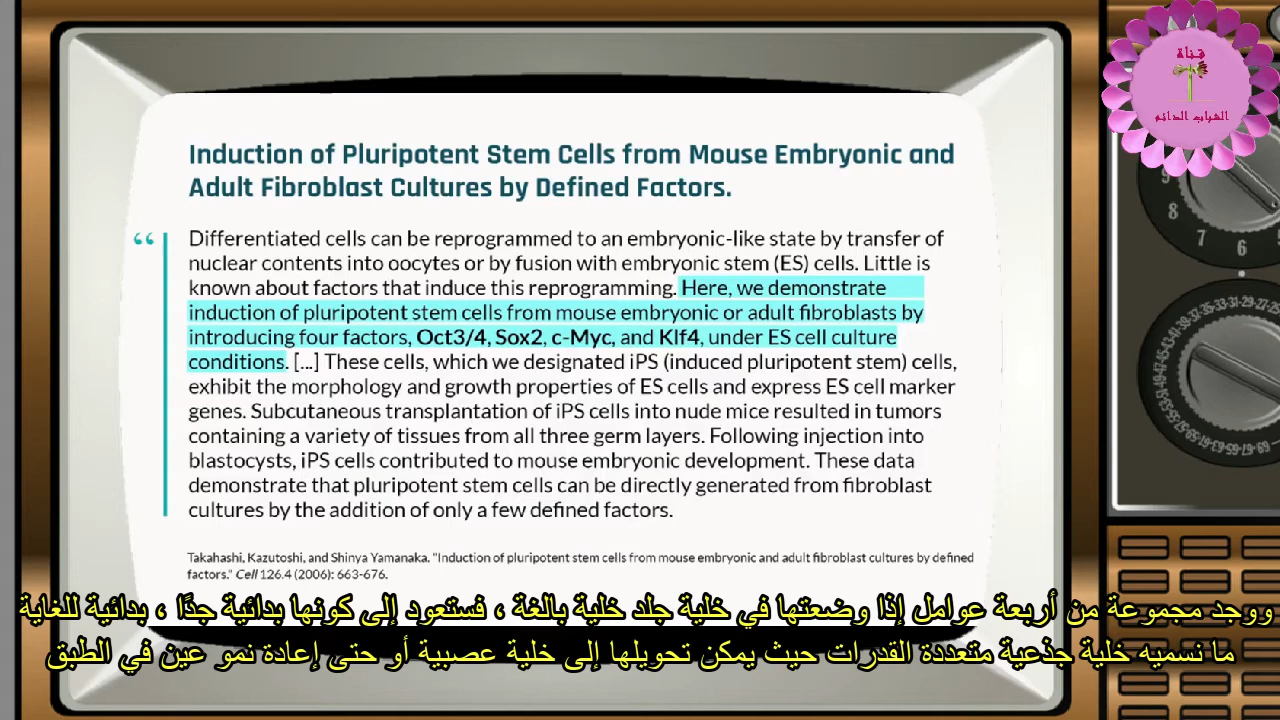 قناة
الشباب الدائم
Induction of Pluripotent Stem Cells from Mouse Embryonic and
Adult Fibroblast Cultures by Defined Factors.
“
Differentiated cells can be reprogrammed to an embryonic-like state by transfer of
nuclear contents into oocytes or by fusion with embryonic stem (ES) cells. Little is
known about factors that induce this reprogramming. Here, we demonstrate
induction of pluripotent stem cells from mouse embryonic or adult fibroblasts by
introducing four factors, Oct3/4, Sox2, c-Myc, and Klf4, under ES cell culture
conditions. [...] These cells, which we designated iPS (induced pluripotent stem) cells,
exhibit the morphology and growth properties of ES cells and express ES cell marker
genes. Subcutaneous transplantation of iPS cells into nude mice resulted in tumors
containing a variety of tissues from all three germ layers. Following injection into
blastocysts, iPS cells contributed to mouse embryonic development. These data
demonstrate that pluripotent stem cells can be directly generated from fibroblast
cultures by the addition of only a few defined factors.
Takahashi, Kazutoshi, and Shinya Yamanaka. "Induction of pluripotent stem cells from mouse embryonic and adult fibroblast cultures by defined
factors." Cell 126.4 (2006): 663-676.
ووجد مجموعة من أربعة عوامل إذا وضعتها في خلية جلد خلية بالغة ، فستعود إلى كونها بدائية جدًا ، بدائية للغاية
ما نسميه خلية جذعية متعددة القدرات حيث يمكن تحويلها إلى خلية عصبية أو حتى إعادة نمو عين في الطبق
8
7
6